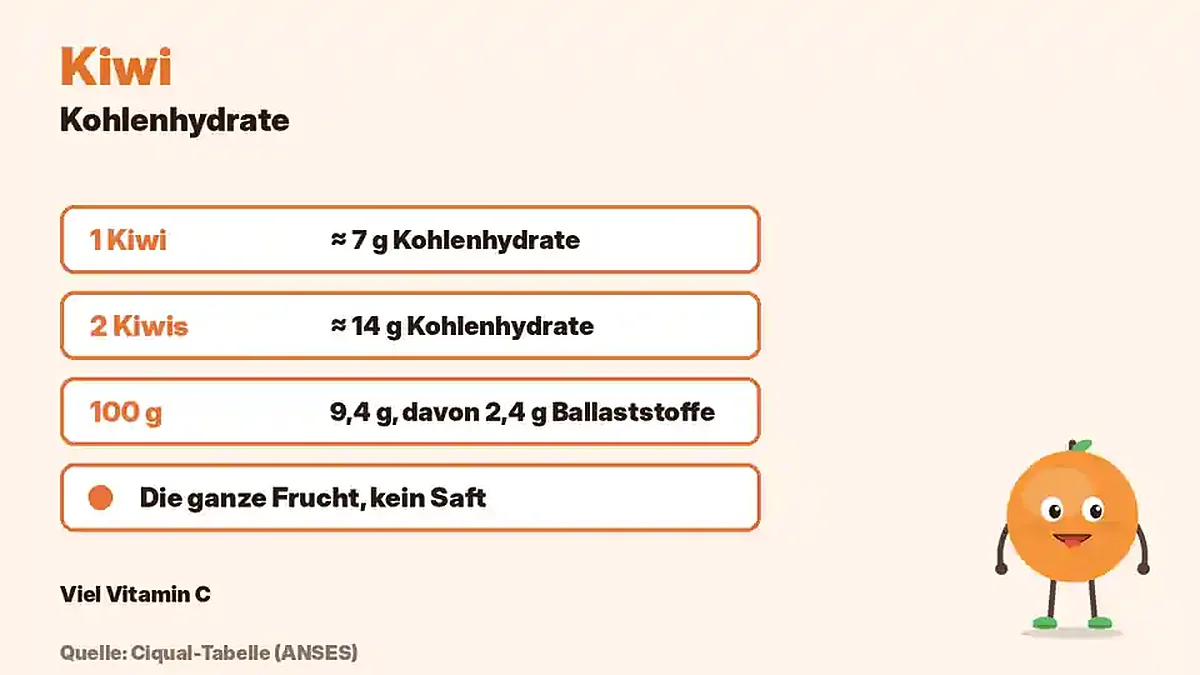 Kiwi
Kohlenhydrate
1 Kiwi ≈ 7 g Kohlenhydrate
2 Kiwis ≈ 14 g Kohlenhydrate
100 g 9,4 g, davon 2,4 g Ballaststoffe
Die ganze Frucht, kein Saft
Viel Vitamin C
Quelle: Ciqual-Tabelle (ANSES)